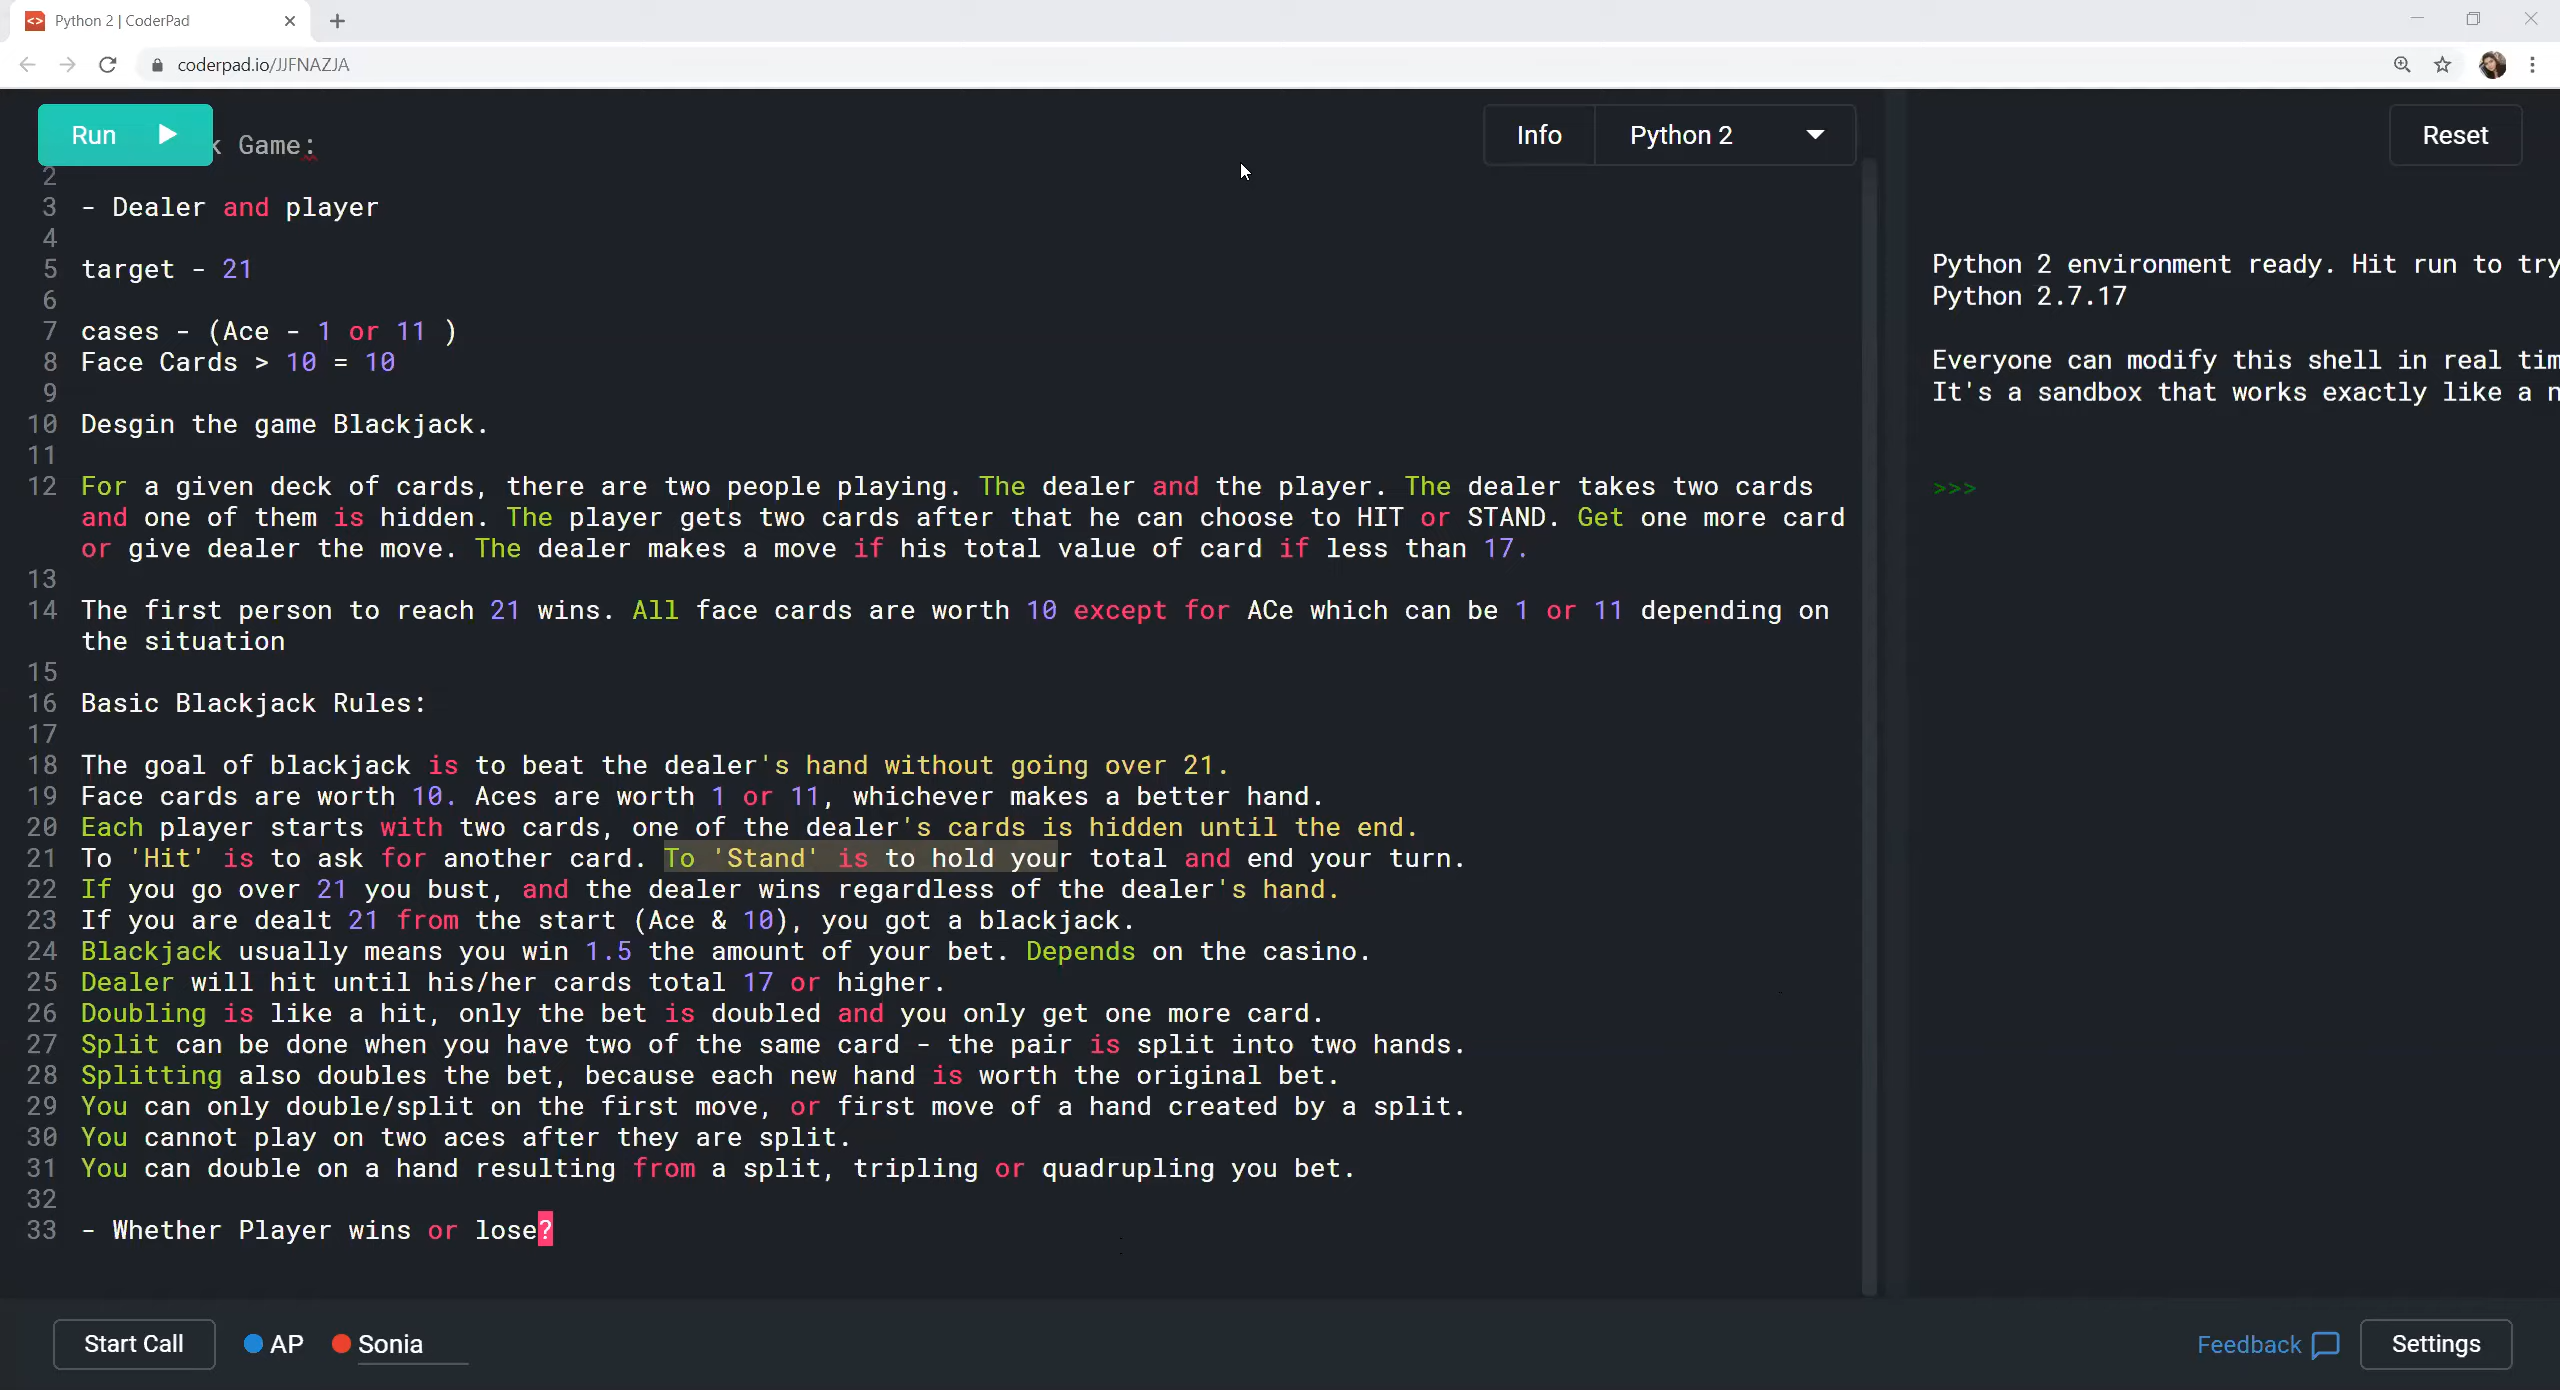 Python 2 | CoderPad
coderpad.io/JJFNAZJA
Run
k Game:
Info
Python 2
Reset
2
3 - Dealer and player
4
5 target - 21
6
7 cases - (Ace - 1 or 11 )
8 Face Cards > 10 = 10
9
10 Desgin the game Blackjack.
11
12 For a given deck of cards, there are two people playing. The dealer and the player. The dealer takes two cards
and one of them is hidden. The player gets two cards after that he can choose to HIT or STAND. Get one more card
or give dealer the move. The dealer makes a move if his total value of card if less than 17.
13
14 The first person to reach 21 wins. All face cards are worth 10 except for ACe which can be 1 or 11 depending on
the situation
15
16 Basic Blackjack Rules:
17
18 The goal of blackjack is to beat the dealer's hand without going over 21.
19 Face cards are worth 10. Aces are worth 1 or 11, whichever makes a better hand.
20 Each player starts with two cards, one of the dealer's cards is hidden until the end.
21 To 'Hit' is to ask for another card. To 'Stand' is to hold your total and end your turn.
22 If you go over 21 you bust, and the dealer wins regardless of the dealer's hand.
23 If you are dealt 21 from the start (Ace & 10), you got a blackjack.
24 Blackjack usually means you win 1.5 the amount of your bet. Depends on the casino.
25 Dealer will hit until his/her cards total 17 or higher.
26 Doubling is like a hit, only the bet is doubled and you only get one more card.
27 Split can be done when you have two of the same card - the pair is split into two hands.
28 Splitting also doubles the bet, because each new hand is worth the original bet.
29 You can only double/split on the first move, or first move of a hand created by a split.
30 You cannot play on two aces after they are split.
31 You can double on a hand resulting from a split, tripling or quadrupling you bet.
32
33 - Whether Player wins or lose?
Python 2 environment ready. Hit run to try
Python 2.7.17
Everyone can modify this shell in real tim
It's a sandbox that works exactly like a n
>>>
Start Call
AP
Sonia
Feedback
Settings